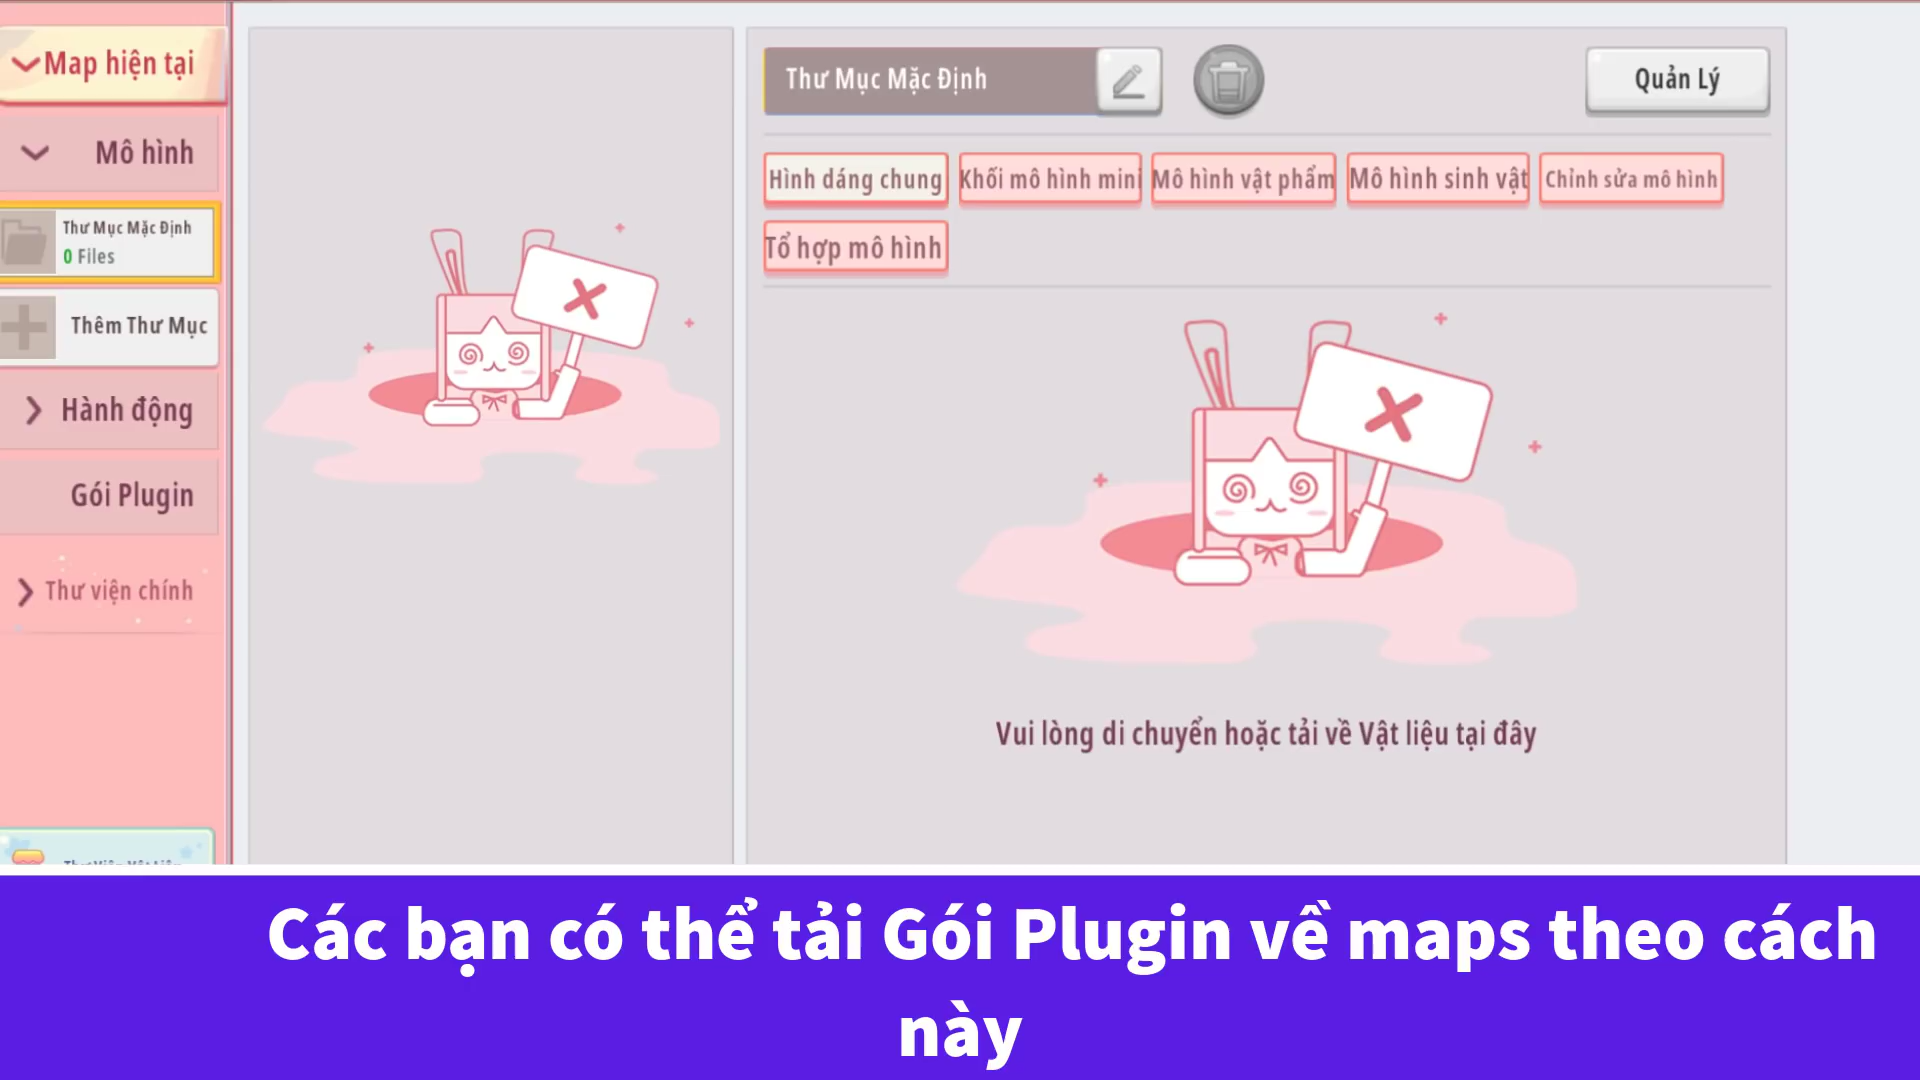 Map hiện tại
Mô hình
Thư Mục Mặc Định
0 Files
Thêm Thư Mục
Hành động
Gói Plugin
Thư viện chính
Thư Mục Mặc Định
Quản Lý
Hình dáng chung
Khối mô hình mini
Mô hình vật phẩm
Mô hình sinh vật
Chỉnh sửa mô hình
Tổ hợp mô hình
Vui lòng di chuyển hoặc tải về Vật liệu tại đây
Các bạn có thể tải Gói Plugin về maps theo cách
này